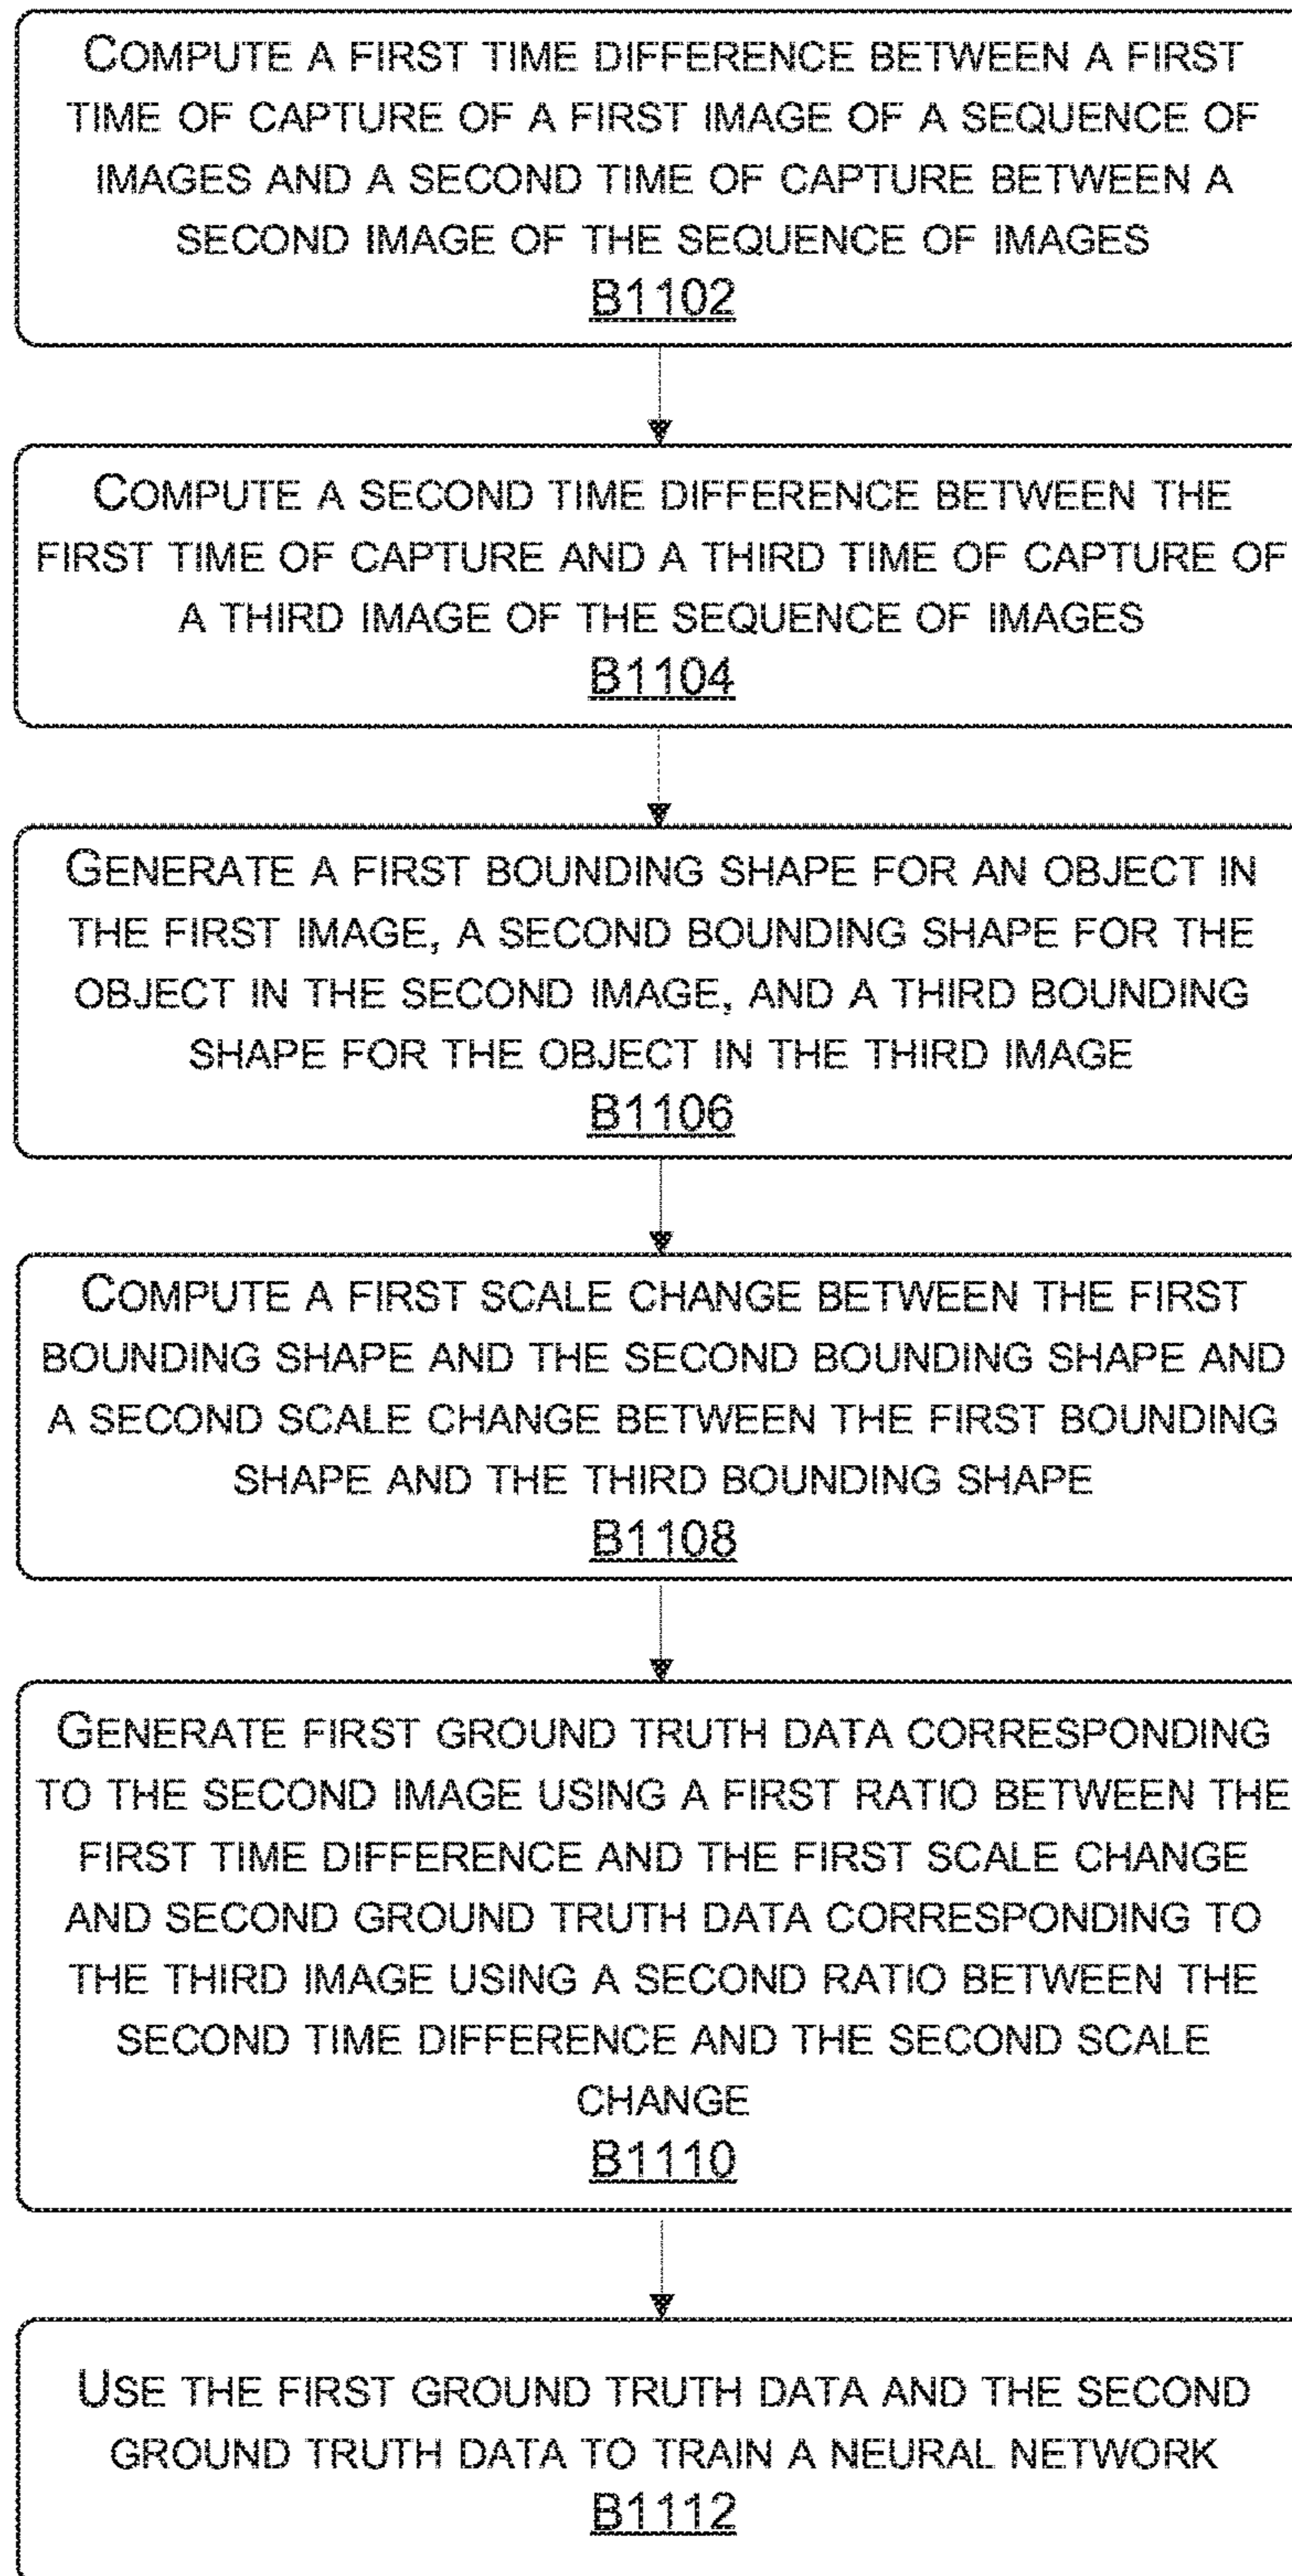 COMPUTE A FIRST TIME DIFFERENCE BETWEEN A FIRST
TIME OF CAPTURE OF A FIRST IMAGE OF A SEQUENCE OF
IMAGES AND A SECOND TIME OF CAPTURE BETWEEN A
SECOND IMAGE OF THE SEQUENCE OF IMAGES
B1102
COMPUTE A SECOND TIME DIFFERENCE BETWEEN THE
FIRST TIME OF CAPTURE AND A THIRD TIME OF CAPTURE OF
A THIRD IMAGE OF THE SEQUENCE OF IMAGES
B1104
GENERATE A FIRST BOUNDING SHAPE FOR AN OBJECT IN
THE FIRST IMAGE, A SECOND BOUNDING SHAPE FOR THE
OBJECT IN THE SECOND IMAGE, AND A THIRD BOUNDING
SHAPE FOR THE OBJECT IN THE THIRD IMAGE
B1106
COMPUTE A FIRST SCALE CHANGE BETWEEN THE FIRST
BOUNDING SHAPE AND THE SECOND BOUNDING SHAPE AND
A SECOND SCALE CHANGE BETWEEN THE FIRST BOUNDING
SHAPE AND THE THIRD BOUNDING SHAPE
B1108
GENERATE FIRST GROUND TRUTH DATA CORRESPONDING
TO THE SECOND IMAGE USING A FIRST RATIO BETWEEN THE
FIRST TIME DIFFERENCE AND THE FIRST SCALE CHANGE
AND SECOND GROUND TRUTH DATA CORRESPONDING TO
THE THIRD IMAGE USING A SECOND RATIO BETWEEN THE
SECOND TIME DIFFERENCE AND THE SECOND SCALE
CHANGE
B1110
USE THE FIRST GROUND TRUTH DATA AND THE SECOND
GROUND TRUTH DATA TO TRAIN A NEURAL NETWORK
B1112